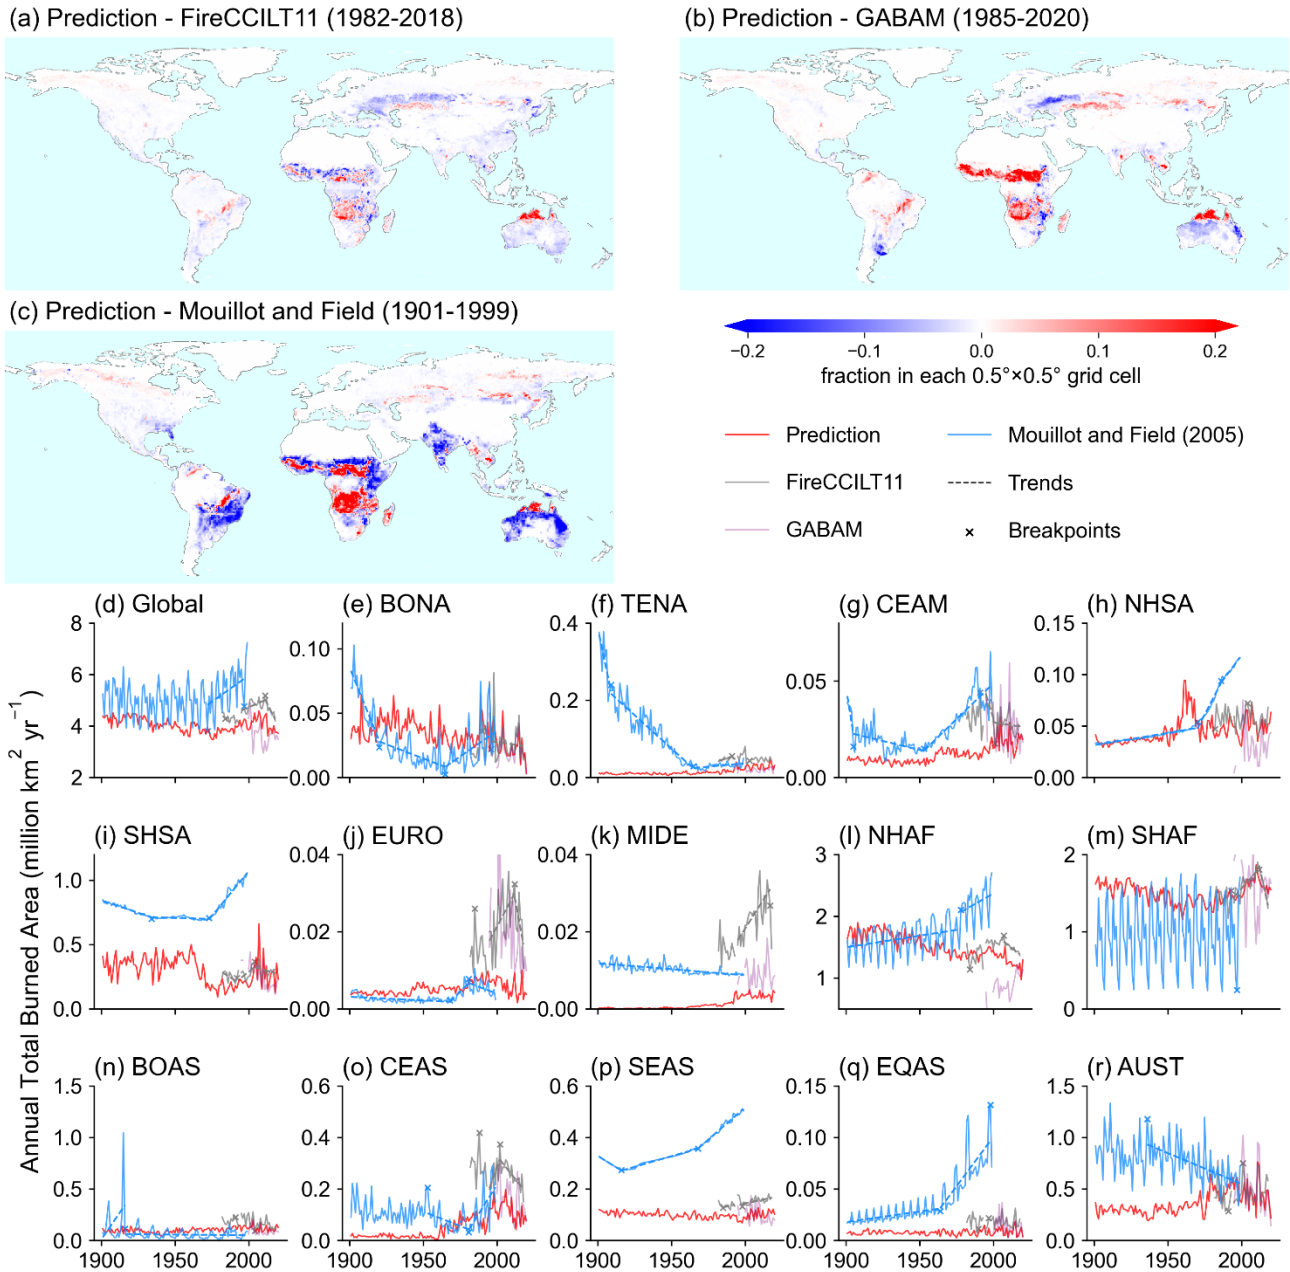 (a) Prediction - FireCCILT11 (1982-2018)
(b) Prediction - GABAM (1985-2020)
(c) Prediction - Mouillot and Field (1901-1999)
−0.2 −0.1 0.0 0.1 0.2
fraction in each 0.5°×0.5° grid cell
Prediction
Mouillot and Field (2005)
FireCCILT11
Trends
GABAM
Breakpoints
Annual Total Burned Area (million km² yr⁻¹)
(d) Global
8
6
4
2
(e) BONA
0.10
0.05
0.00
(f) TENA
0.4
0.2
0.0
(g) CEAM
0.05
0.00
(h) NHSA
0.15
0.10
0.05
0.00
(i) SHSA
1.0
0.5
0.0
(j) EURO
0.04
0.02
0.00
(k) MIDE
0.04
0.02
0.00
(l) NHAF
3
2
1
(m) SHAF
2
1
0
(n) BOAS
1.5
1.0
0.5
0.0
1900 1950 2000
(o) CEAS
0.6
0.4
0.2
0.0
1900 1950 2000
(p) SEAS
0.6
0.4
0.2
0.0
1900 1950 2000
(q) EQAS
0.15
0.10
0.05
0.00
1900 1950 2000
(r) AUST
1.5
1.0
0.5
0.0
1900 1950 2000